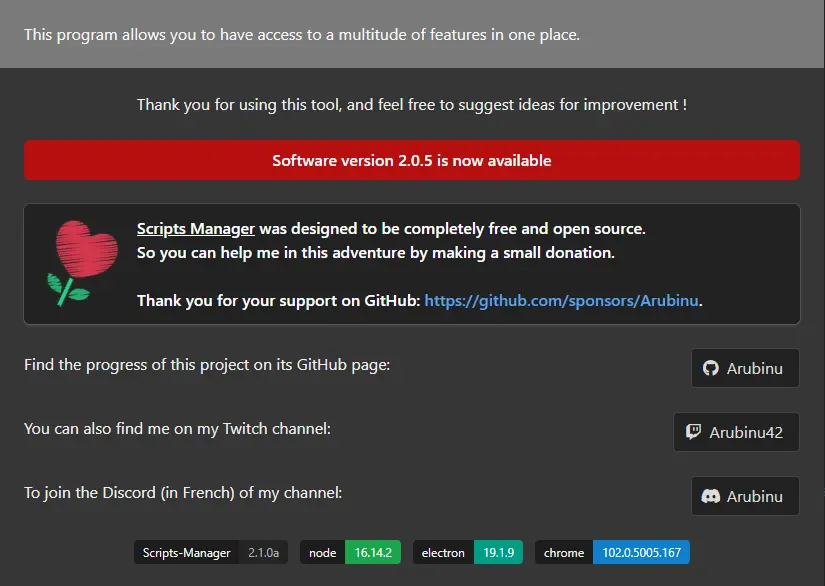 This program allows you to have access to a multitude of features in one place.
Thank you for using this tool, and feel free to suggest ideas for improvement !
Software version 2.0.5 is now available
Scripts Manager was designed to be completely free and open source.
So you can help me in this adventure by making a small donation.
Thank you for your support on GitHub: https://github.com/sponsors/Arubinu.
Find the progress of this project on its GitHub page:
Arubinu
You can also find me on my Twitch channel:
Arubinu42
To join the Discord (in French) of my channel:
Arubinu
Scripts-Manager 2.1.0a node 16.14.2 electron 19.1.9 chrome 102.0.5005.167